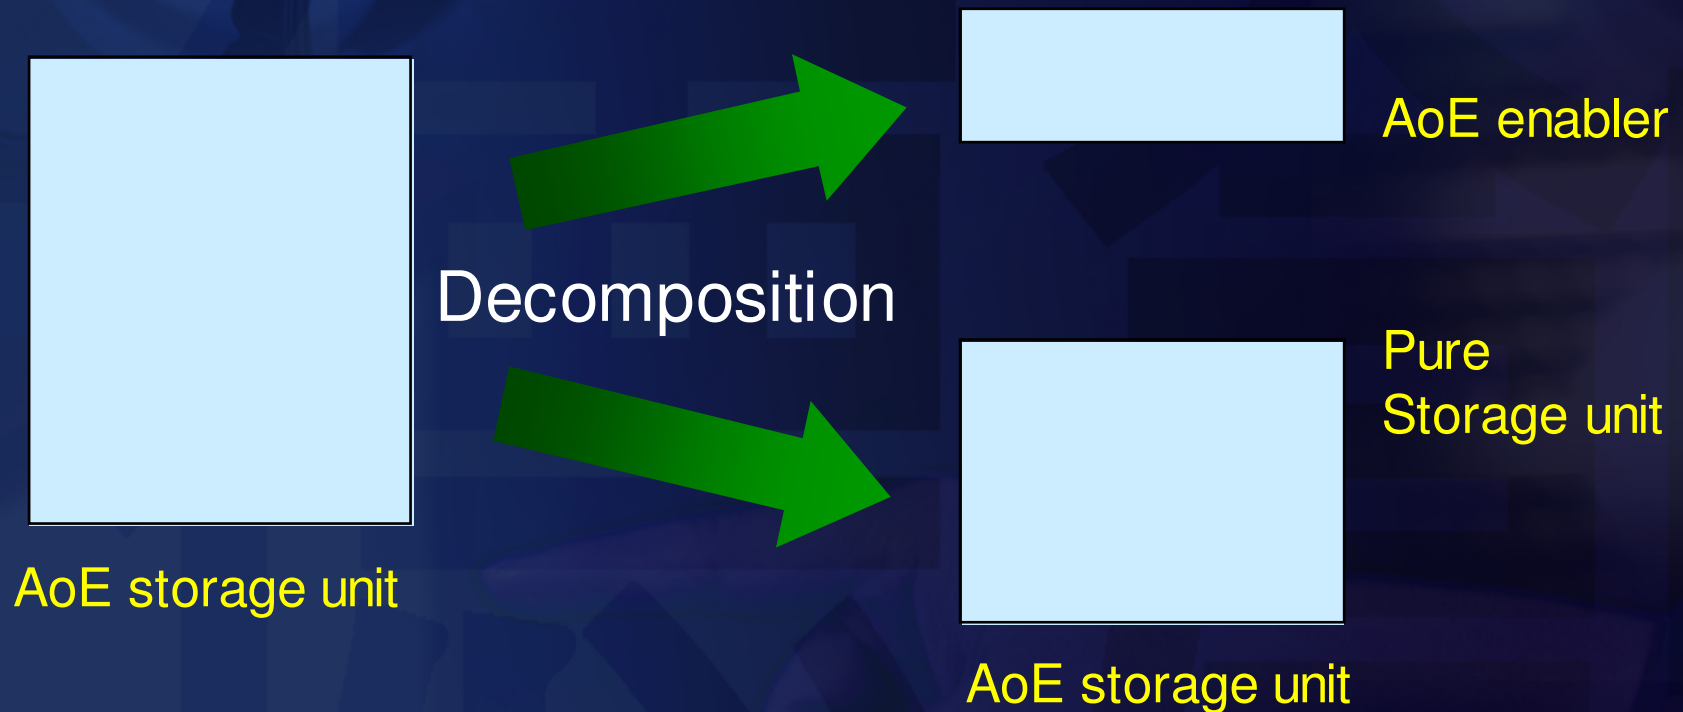 AoE enabler
Decomposition
Pure
Storage unit
AoE storage unit
AoE storage unit